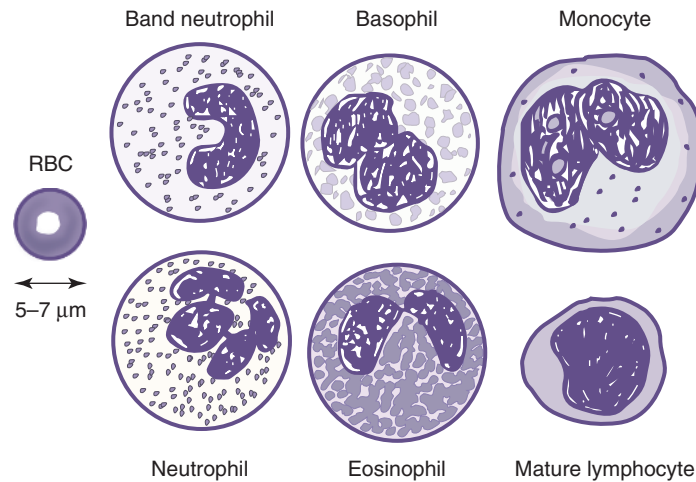 Band neutrophil
Basophil
Monocyte
RBC
5–7 μm
Neutrophil
Eosinophil
Mature lymphocyte